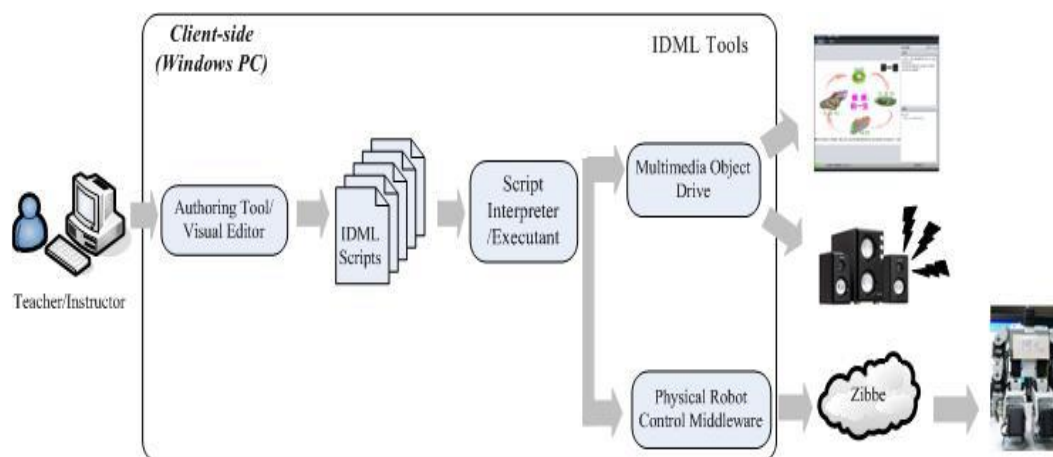 Client-side
(Windows PC)
IDML Tools
Teacher/Instructor
Authoring Tool/
Visual Editor
IDML
Scripts
Script
Interpreter
/Executant
Multimedia Object
Drive
Physical Robot
Control Middleware
Zibbe